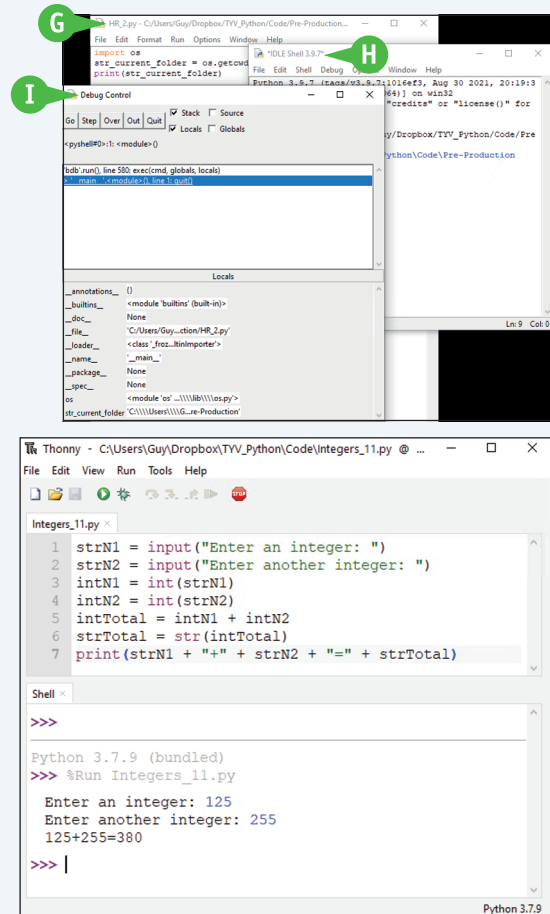 G
HR_2.py - C:/Users/Guy/Dropbox/TYV_Python/Code/Pre-Production...
File Edit Format Run Options Window Help
import os
str_current_folder = os.getcwd
print(str_current_folder)
H
*IDLE Shell 3.9.7*
File Edit Shell Debug Options Window Help
Python 3.9.7 (tags/v3.9.7:1016ef3, Aug 30 2021, 20:19:3
64)] on win32
"credits" or "license()" for
y/Dropbox/TYV_Python/Code/Pre
ython\Code\Pre-Production
Ln: 9 Col: 0
I
Debug Control
Go Step Over Out Quit
Stack Source
Locals Globals
<pyshell#0>:1: <module>()
'bdb'.run(), line 580: exec(cmd, globals, locals)
> '__main__'.<module>(), line 1: quit()
Locals
__annotations__ {}
__builtins__ <module 'builtins' (built-in)>
__doc__ None
__file__ 'C:/Users/Guy...ction/HR_2.py'
__loader__ <class '_froz...ltinImporter'>
__name__ '__main__'
__package__ None
__spec__ None
os <module 'os' ...\\\\lib\\\\os.py'>
str_current_folder 'C:\\\\Users\\\\G...re-Production'
Thonny - C:\Users\Guy\Dropbox\TYV_Python\Code\Integers_11.py @ ...
File Edit View Run Tools Help
STOP
Integers_11.py ×
1 strN1 = input("Enter an integer: ")
2 strN2 = input("Enter another integer: ")
3 intN1 = int(strN1)
4 intN2 = int(strN2)
5 intTotal = intN1 + intN2
6 strTotal = str(intTotal)
7 print(strN1 + "+" + strN2 + "=" + strTotal)
Shell ×
>>>
Python 3.7.9 (bundled)
>>> %Run Integers_11.py
Enter an integer: 125
Enter another integer: 255
125+255=380
>>>
Python 3.7.9